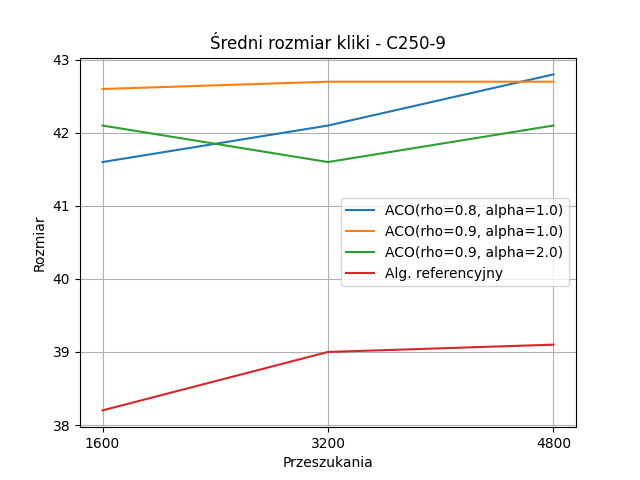 Średni rozmiar kliki - C250-9
43
42
41
40
39
38
Rozmiar
ACO(rho=0.8, alpha=1.0)
ACO(rho=0.9, alpha=1.0)
ACO(rho=0.9, alpha=2.0)
Alg. referencyjny
1600 3200 4800
Przeszukania